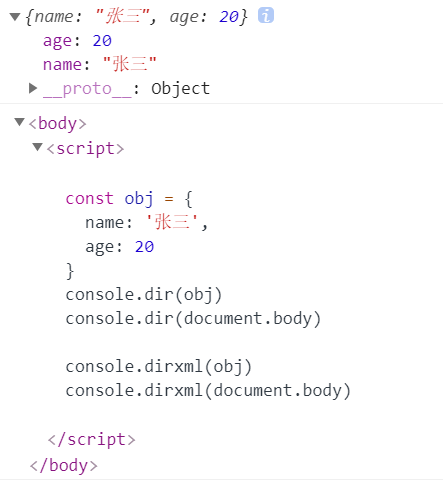 ▼{name: "张三", age: 20} i
age: 20
name: "张三"
▶__proto__: Object
▼<body>
▼<script>
const obj = {
name: '张三',
age: 20
}
console.dir(obj)
console.dir(document.body)
console.dirxml(obj)
console.dirxml(document.body)
</script>
</body>